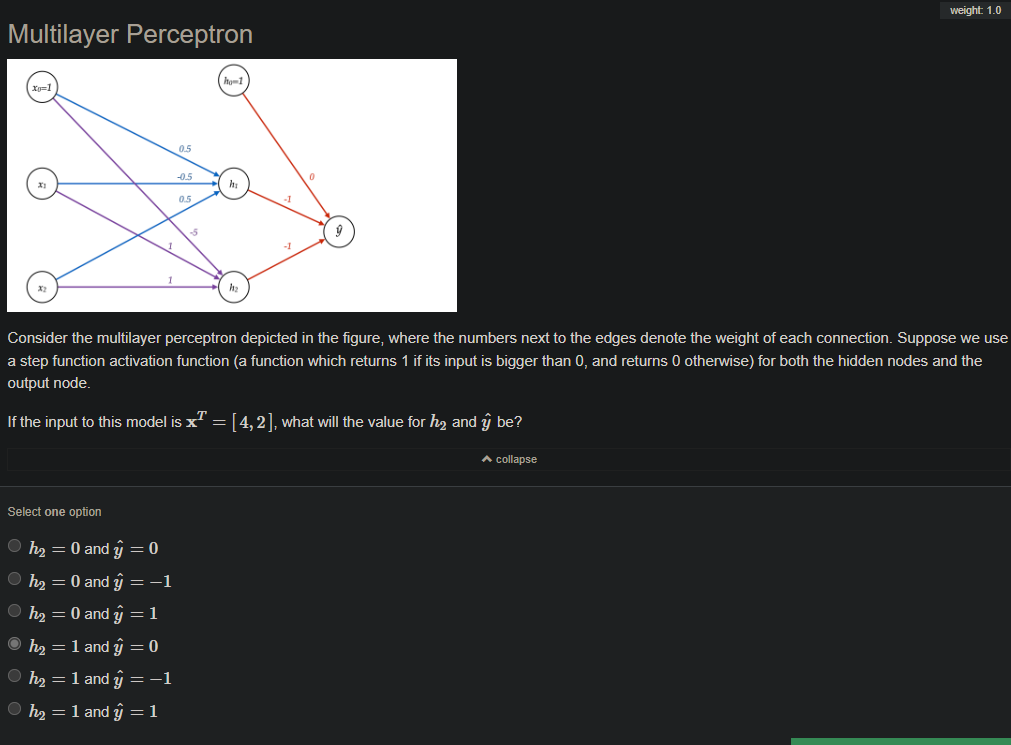 weight: 1.0
Multilayer Perceptron
x₀=1
h₀=1
0.5
-0.5
0
x₁
h₁
0.5
-1
-5
ŷ
1
-1
1
x₂
h₂
Consider the multilayer perceptron depicted in the figure, where the numbers next to the edges denote the weight of each connection. Suppose we use
a step function activation function (a function which returns 1 if its input is bigger than 0, and returns 0 otherwise) for both the hidden nodes and the
output node.
If the input to this model is xᵀ = [4, 2], what will the value for h₂ and ŷ be?
collapse
Select one option
h₂ = 0 and ŷ = 0
h₂ = 0 and ŷ = −1
h₂ = 0 and ŷ = 1
h₂ = 1 and ŷ = 0
h₂ = 1 and ŷ = −1
h₂ = 1 and ŷ = 1